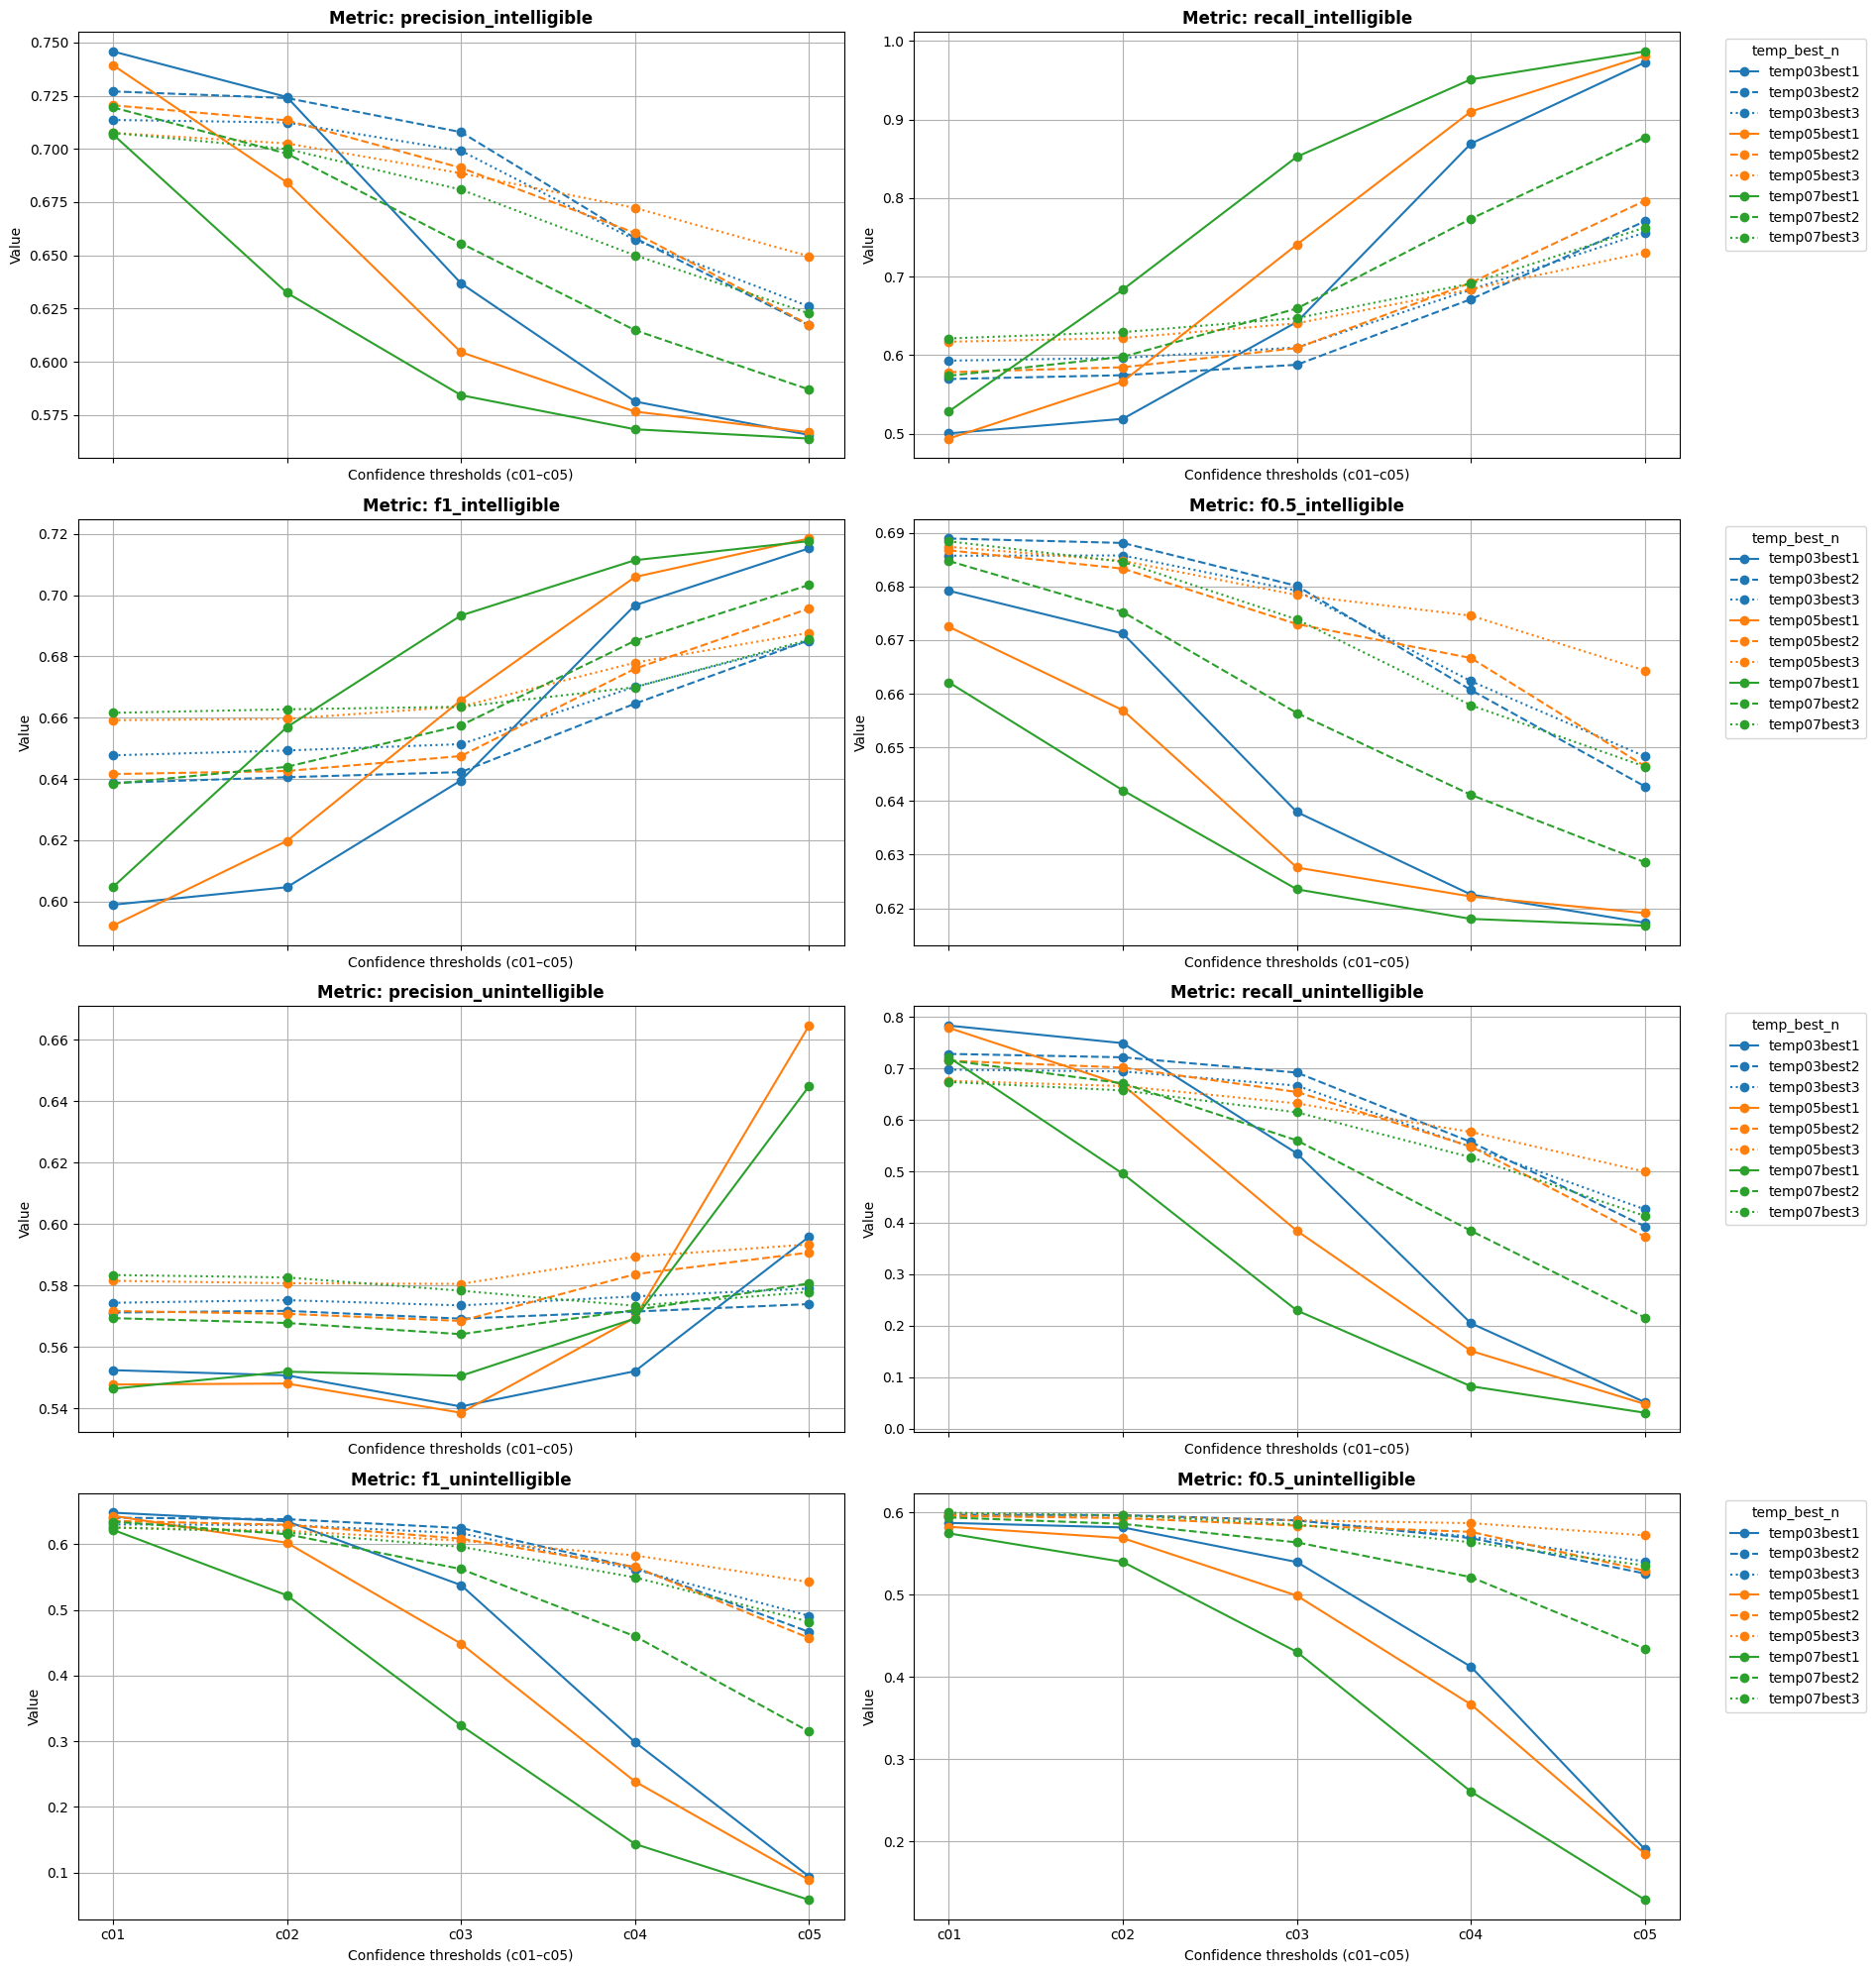 Metric: precision_intelligible
0.750
0.725
0.700
0.675
0.650
0.625
0.600
0.575
Value
Confidence thresholds (c01–c05)
Metric: recall_intelligible
1.0
0.9
0.8
0.7
0.6
0.5
Value
Confidence thresholds (c01–c05)
temp_best_n
temp03best1
temp03best2
temp03best3
temp05best1
temp05best2
temp05best3
temp07best1
temp07best2
temp07best3
Metric: f1_intelligible
0.72
0.70
0.68
0.66
0.64
0.62
0.60
Value
Confidence thresholds (c01–c05)
Metric: f0.5_intelligible
0.69
0.68
0.67
0.66
0.65
0.64
0.63
0.62
Value
Confidence thresholds (c01–c05)
temp_best_n
temp03best1
temp03best2
temp03best3
temp05best1
temp05best2
temp05best3
temp07best1
temp07best2
temp07best3
Metric: precision_unintelligible
0.66
0.64
0.62
0.60
0.58
0.56
0.54
Value
Confidence thresholds (c01–c05)
Metric: recall_unintelligible
0.8
0.7
0.6
0.5
0.4
0.3
0.2
0.1
0.0
Value
Confidence thresholds (c01–c05)
temp_best_n
temp03best1
temp03best2
temp03best3
temp05best1
temp05best2
temp05best3
temp07best1
temp07best2
temp07best3
Metric: f1_unintelligible
0.6
0.5
0.4
0.3
0.2
0.1
Value
c01 c02 c03 c04 c05
Confidence thresholds (c01–c05)
Metric: f0.5_unintelligible
0.6
0.5
0.4
0.3
0.2
Value
c01 c02 c03 c04 c05
Confidence thresholds (c01–c05)
temp_best_n
temp03best1
temp03best2
temp03best3
temp05best1
temp05best2
temp05best3
temp07best1
temp07best2
temp07best3